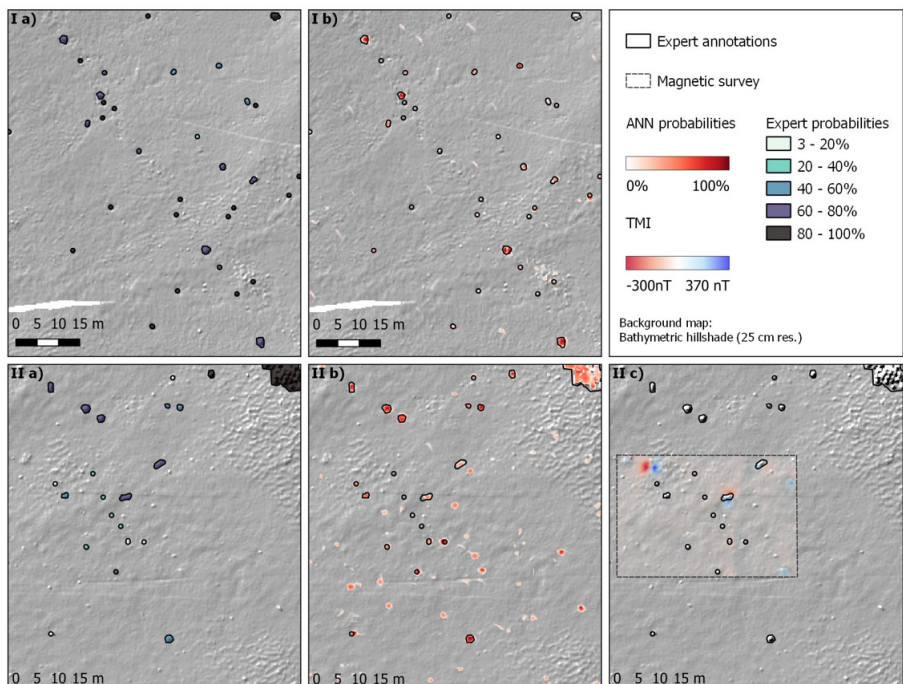 I a)
I b)
Expert annotations
Magnetic survey
ANN probabilities
0% 100%
TMI
-300nT 370 nT
Expert probabilities
3 - 20%
20 - 40%
40 - 60%
60 - 80%
80 - 100%
Background map:
Bathymetric hillshade (25 cm res.)
0 5 10 15 m
0 5 10 15 m
II a)
II b)
II c)
0 5 10 15 m
0 5 10 15 m
0 5 10 15 m